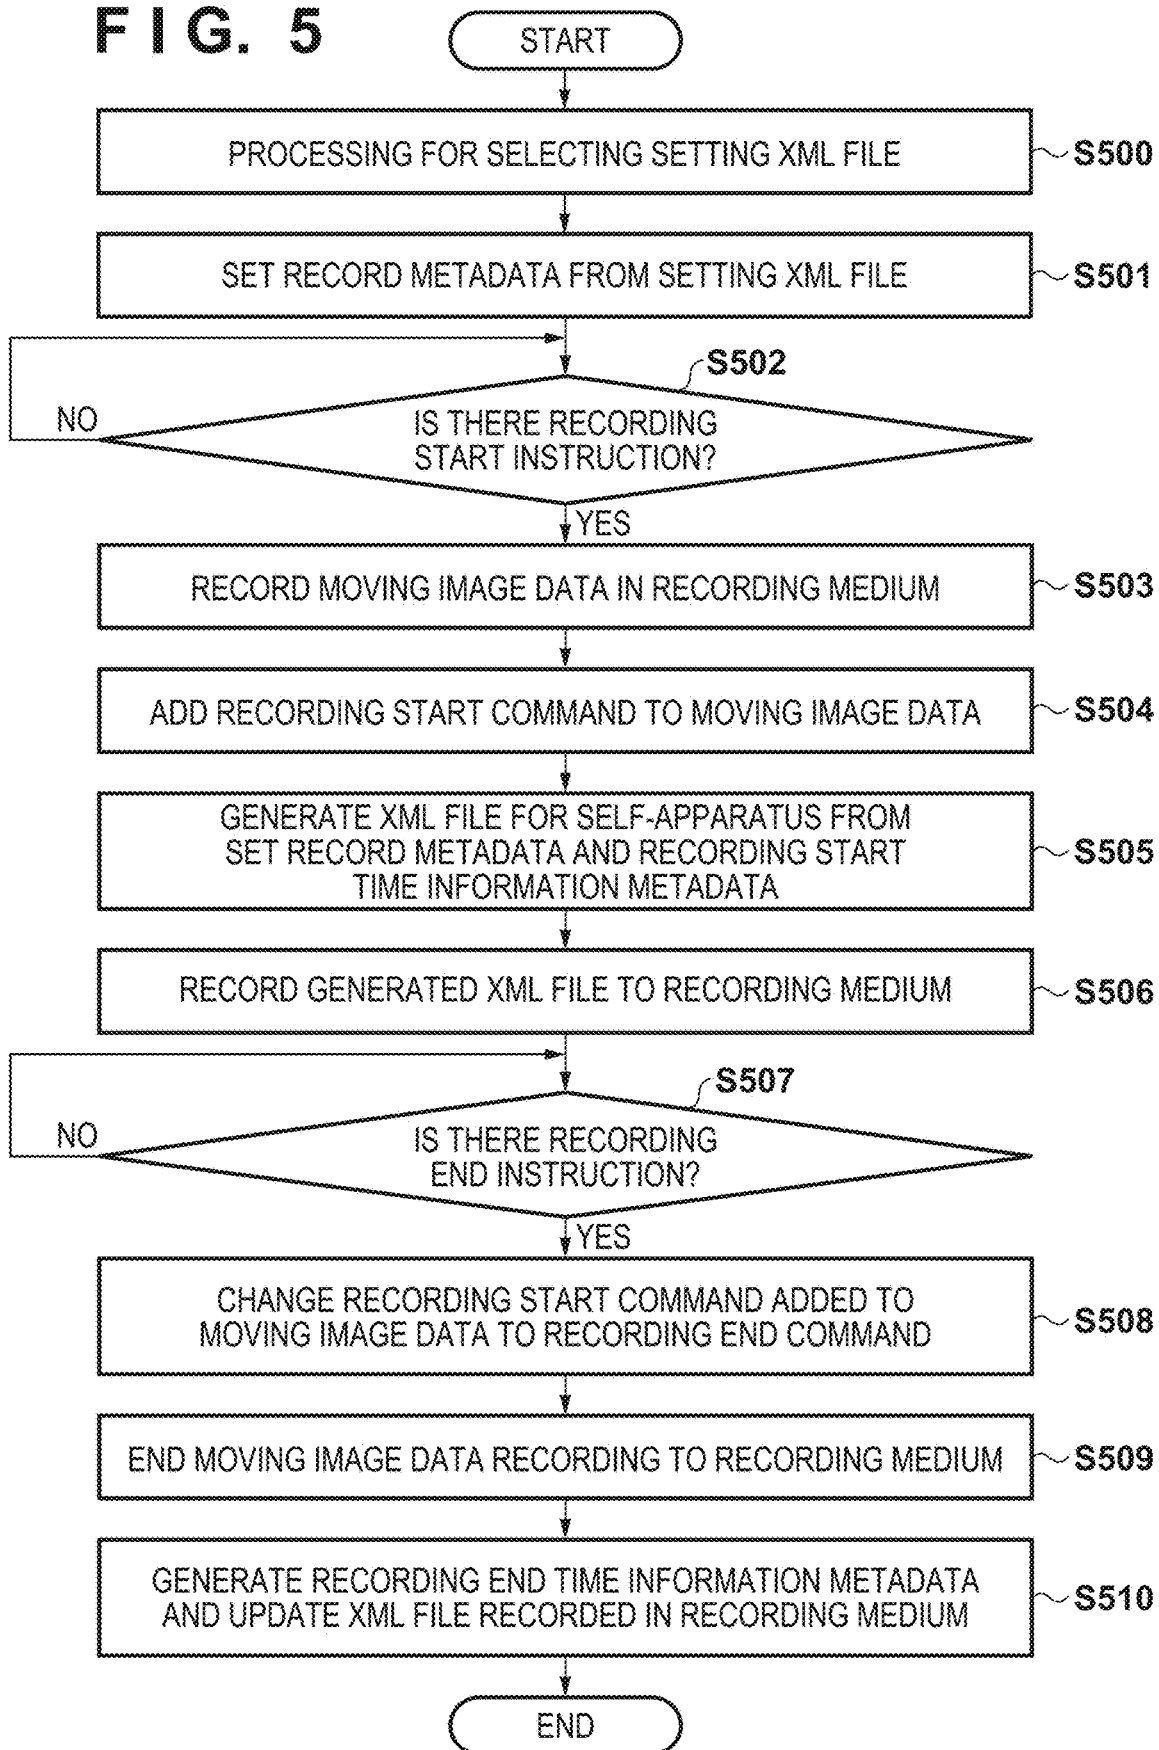 FIG. 5
START
PROCESSING FOR SELECTING SETTING XML FILE
S500
SET RECORD METADATA FROM SETTING XML FILE
S501
S502
NO
IS THERE RECORDING
START INSTRUCTION?
YES
RECORD MOVING IMAGE DATA IN RECORDING MEDIUM
S503
ADD RECORDING START COMMAND TO MOVING IMAGE DATA
S504
GENERATE XML FILE FOR SELF-APPARATUS FROM
SET RECORD METADATA AND RECORDING START
TIME INFORMATION METADATA
S505
RECORD GENERATED XML FILE TO RECORDING MEDIUM
S506
S507
NO
IS THERE RECORDING
END INSTRUCTION?
YES
CHANGE RECORDING START COMMAND ADDED TO
MOVING IMAGE DATA TO RECORDING END COMMAND
S508
END MOVING IMAGE DATA RECORDING TO RECORDING MEDIUM
S509
GENERATE RECORDING END TIME INFORMATION METADATA
AND UPDATE XML FILE RECORDED IN RECORDING MEDIUM
S510
END